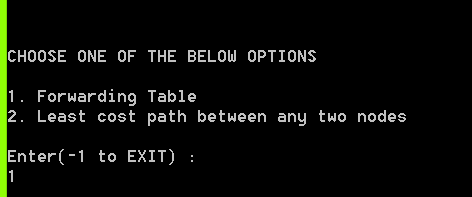 CHOOSE ONE OF THE BELOW OPTIONS
1. Forwarding Table
2. Least cost path between any two nodes
Enter(-1 to EXIT) :
1